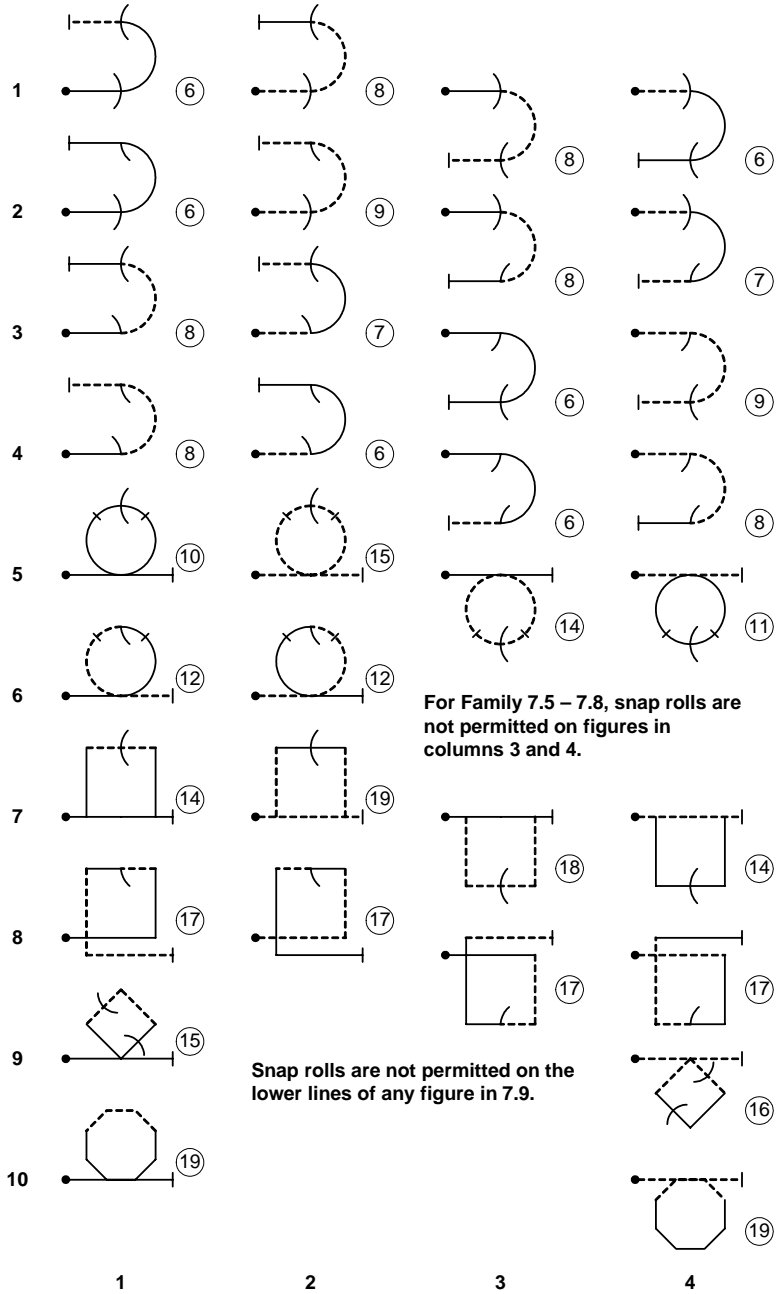 1 6 8 8 6
2 6 9 8 7
3 8 7 6 9
4 8 6 6 8
5 10 15 14 11
6 12 12
For Family 7.5 – 7.8, snap rolls are
not permitted on figures in
columns 3 and 4.
7 14 19 18 14
8 17 17 17 17
9 15 16
Snap rolls are not permitted on the
lower lines of any figure in 7.9.
10 19 19
1 2 3 4